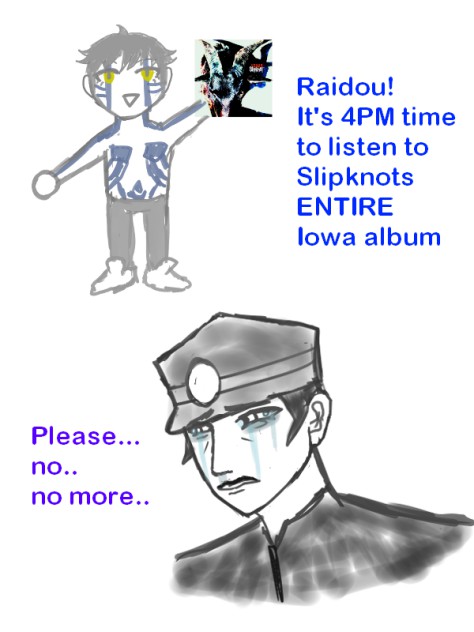 Raidou!
It's 4PM time
to listen to
Slipknots
ENTIRE
Iowa album
Please...
no..
no more..